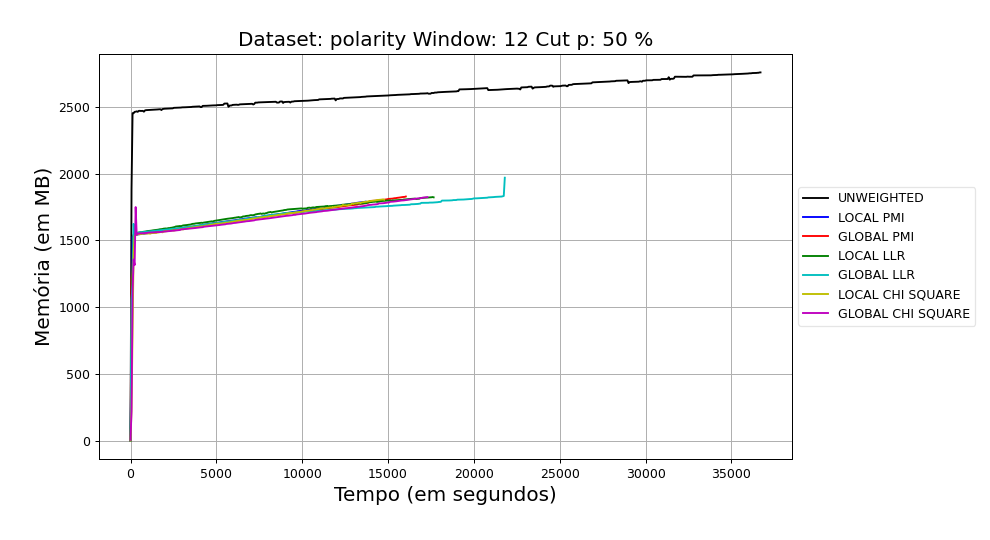 Dataset: polarity Window: 12 Cut p: 50 %
Memória (em MB)
2500
2000
1500
1000
500
0
0 5000 10000 15000 20000 25000 30000 35000
Tempo (em segundos)
UNWEIGHTED
LOCAL PMI
GLOBAL PMI
LOCAL LLR
GLOBAL LLR
LOCAL CHI SQUARE
GLOBAL CHI SQUARE